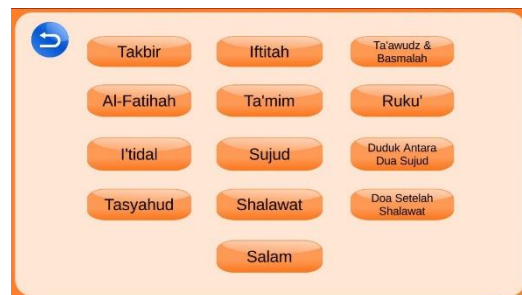 Takbir
Iftitah
Ta'awudz &
Basmalah
Al-Fatihah
Ta'mim
Ruku'
I'tidal
Sujud
Duduk Antara
Dua Sujud
Tasyahud
Shalawat
Doa Setelah
Shalawat
Salam